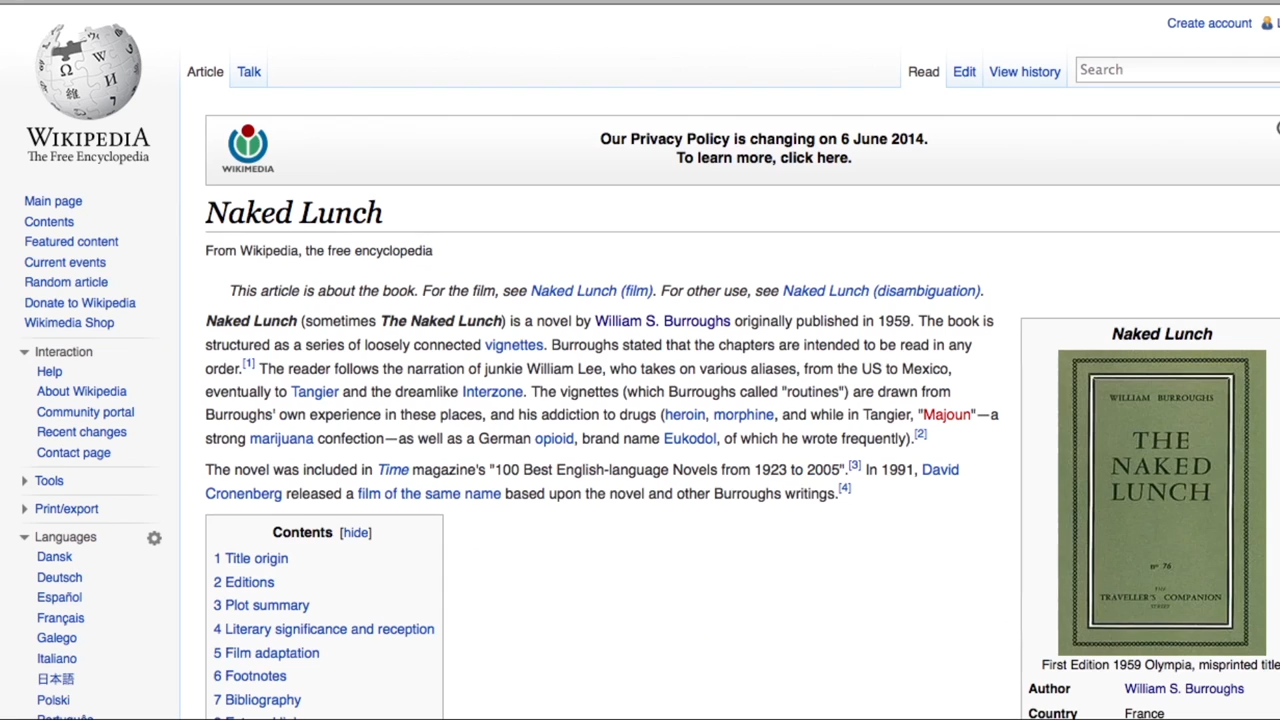 Create account
WIKIPEDIA
The Free Encyclopedia
Article
Talk
Read
Edit
View history
Search
WIKIMEDIA
Our Privacy Policy is changing on 6 June 2014.
To learn more, click here.
Main page
Contents
Featured content
Current events
Random article
Donate to Wikipedia
Wikimedia Shop
Interaction
Help
About Wikipedia
Community portal
Recent changes
Contact page
Tools
Print/export
Languages
Dansk
Deutsch
Español
Français
Galego
Italiano
日本語
Polski
Português
Naked Lunch
From Wikipedia, the free encyclopedia
This article is about the book. For the film, see Naked Lunch (film). For other use, see Naked Lunch (disambiguation).
Naked Lunch (sometimes The Naked Lunch) is a novel by William S. Burroughs originally published in 1959. The book is
structured as a series of loosely connected vignettes. Burroughs stated that the chapters are intended to be read in any
order.[1] The reader follows the narration of junkie William Lee, who takes on various aliases, from the US to Mexico,
eventually to Tangier and the dreamlike Interzone. The vignettes (which Burroughs called "routines") are drawn from
Burroughs' own experience in these places, and his addiction to drugs (heroin, morphine, and while in Tangier, "Majoun"—a
strong marijuana confection—as well as a German opioid, brand name Eukodol, of which he wrote frequently).[2]
The novel was included in Time magazine's "100 Best English-language Novels from 1923 to 2005".[3] In 1991, David
Cronenberg released a film of the same name based upon the novel and other Burroughs writings.[4]
Contents [hide]
1 Title origin
2 Editions
3 Plot summary
4 Literary significance and reception
5 Film adaptation
6 Footnotes
7 Bibliography
Naked Lunch
WILLIAM BURROUGHS
THE
NAKED
LUNCH
nº 76
THE
TRAVELLER'S COMPANION
SERIES
First Edition 1959 Olympia, misprinted title
Author William S. Burroughs
Country France